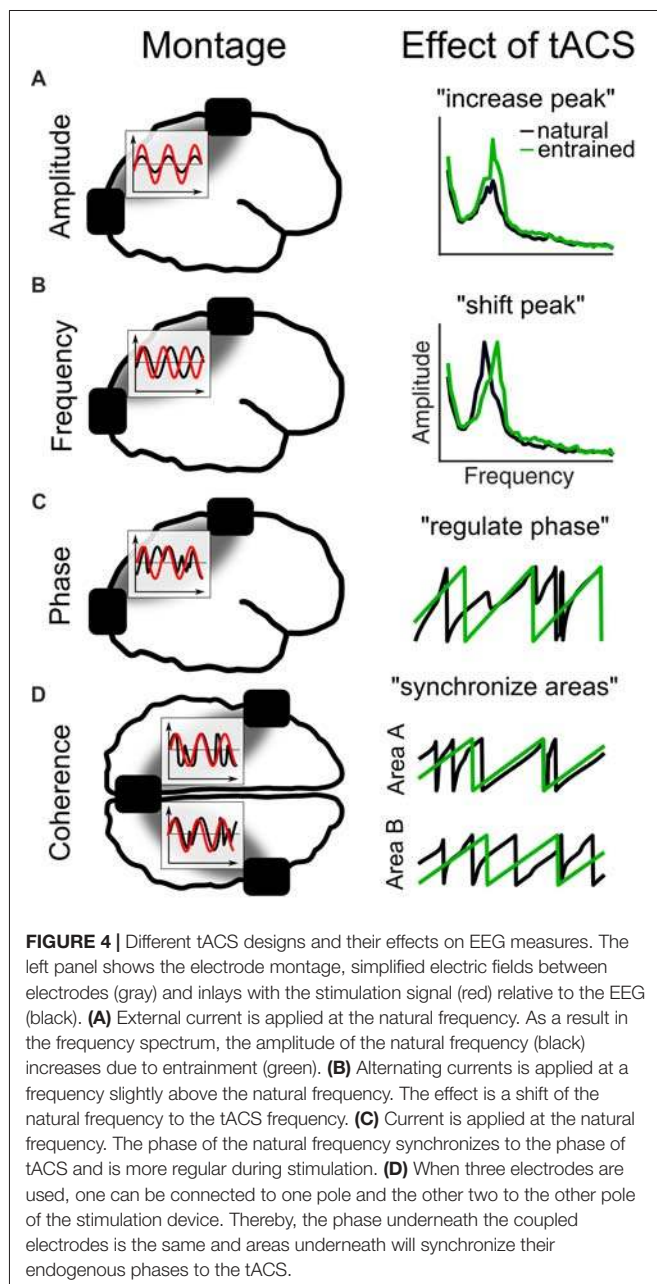 Montage
Effect of tACS
A
Amplitude
"increase peak"
natural
entrained
B
Frequency
"shift peak"
Amplitude
Frequency
C
Phase
"regulate phase"
D
Coherence
"synchronize areas"
Area A
Area B
FIGURE 4 | Different tACS designs and their effects on EEG measures. The
left panel shows the electrode montage, simplified electric fields between
electrodes (gray) and inlays with the stimulation signal (red) relative to the EEG
(black). (A) External current is applied at the natural frequency. As a result in
the frequency spectrum, the amplitude of the natural frequency (black)
increases due to entrainment (green). (B) Alternating currents is applied at a
frequency slightly above the natural frequency. The effect is a shift of the
natural frequency to the tACS frequency. (C) Current is applied at the natural
frequency. The phase of the natural frequency synchronizes to the phase of
tACS and is more regular during stimulation. (D) When three electrodes are
used, one can be connected to one pole and the other two to the other pole
of the stimulation device. Thereby, the phase underneath the coupled
electrodes is the same and areas underneath will synchronize their
endogenous phases to the tACS.